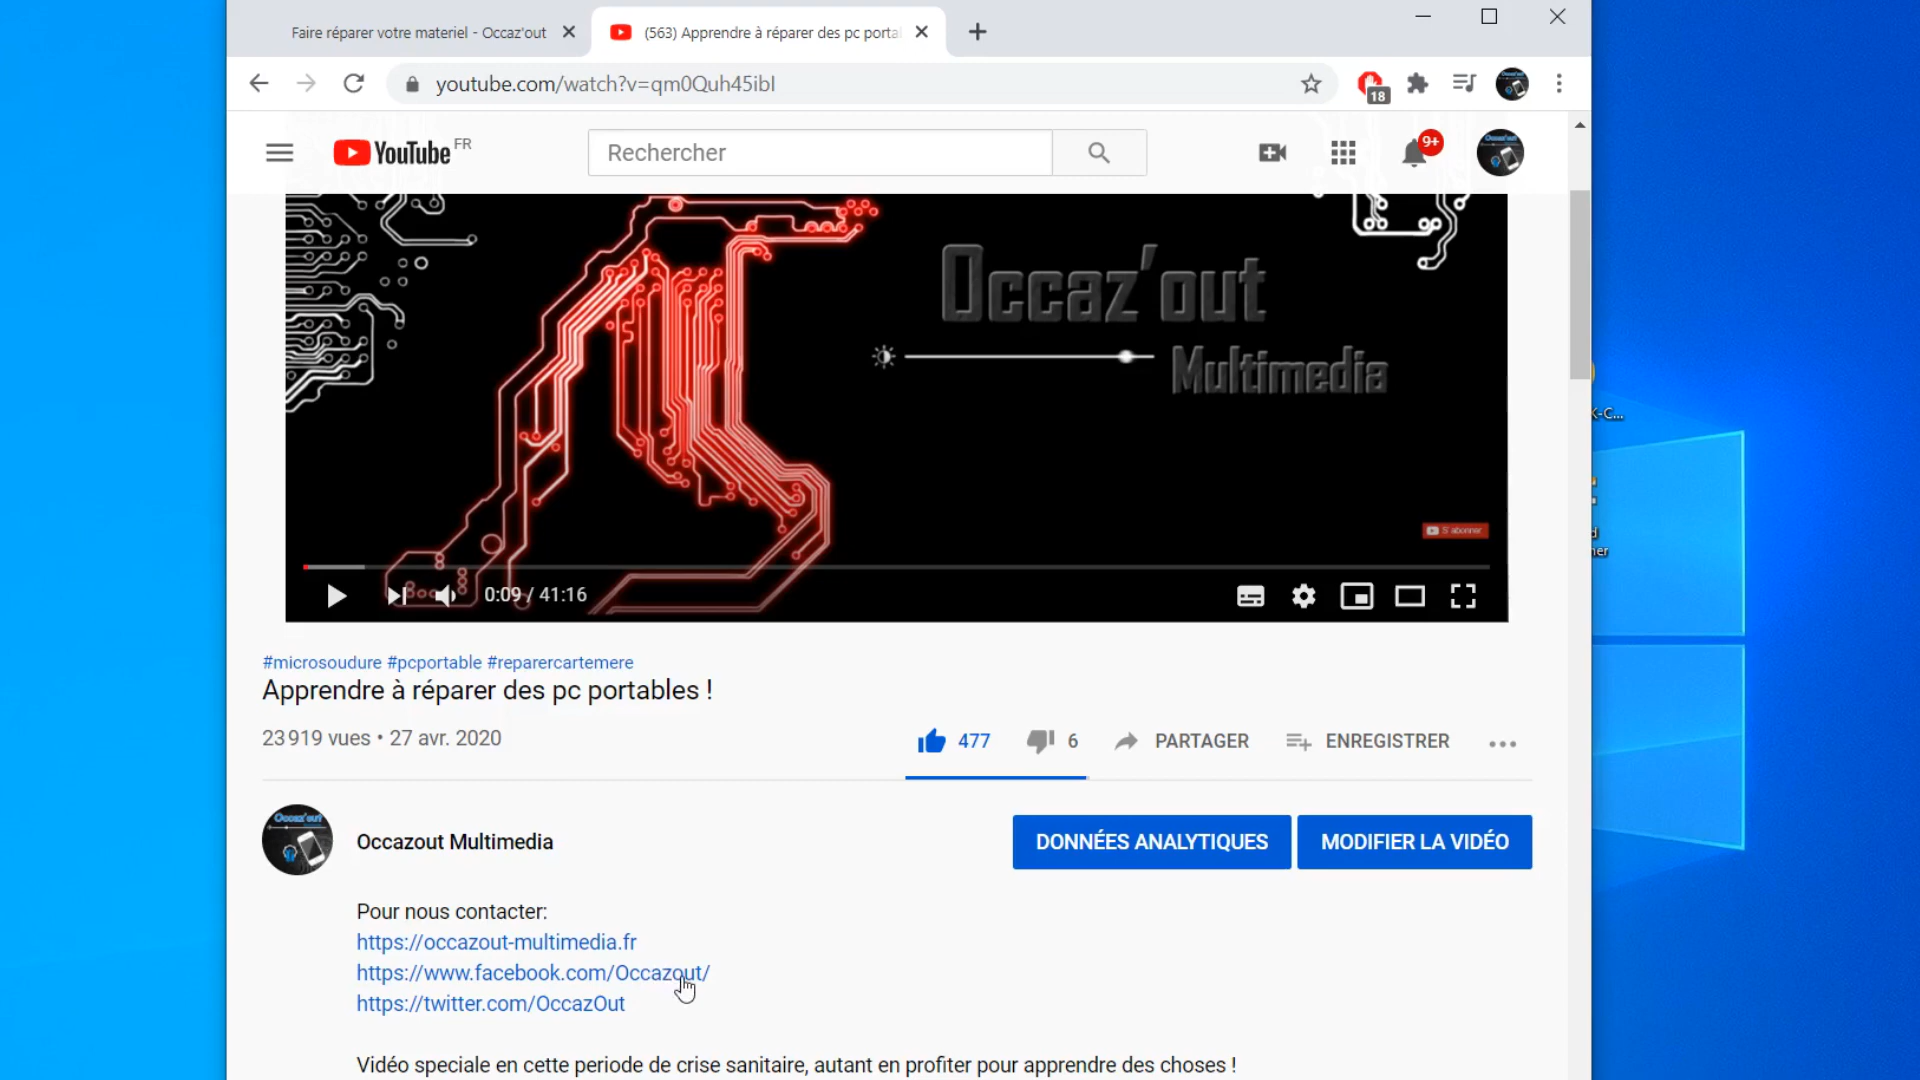 Faire réparer votre materiel - Occaz'out
(563) Apprendre à réparer des pc porta
youtube.com/watch?v=qm0Quh45ibI
18
YouTube FR
Rechercher
9+
Occaz'out
Multimedia
S'abonner
0:09 / 41:16
#microsoudure #pcportable #reparercartemere
Apprendre à réparer des pc portables !
23 919 vues • 27 avr. 2020
477
6
PARTAGER
ENREGISTRER
Occazout Multimedia
DONNÉES ANALYTIQUES
MODIFIER LA VIDÉO
Pour nous contacter:
https://occazout-multimedia.fr
https://www.facebook.com/Occazout/
https://twitter.com/OccazOut
Vidéo speciale en cette periode de crise sanitaire, autant en profiter pour apprendre des choses !